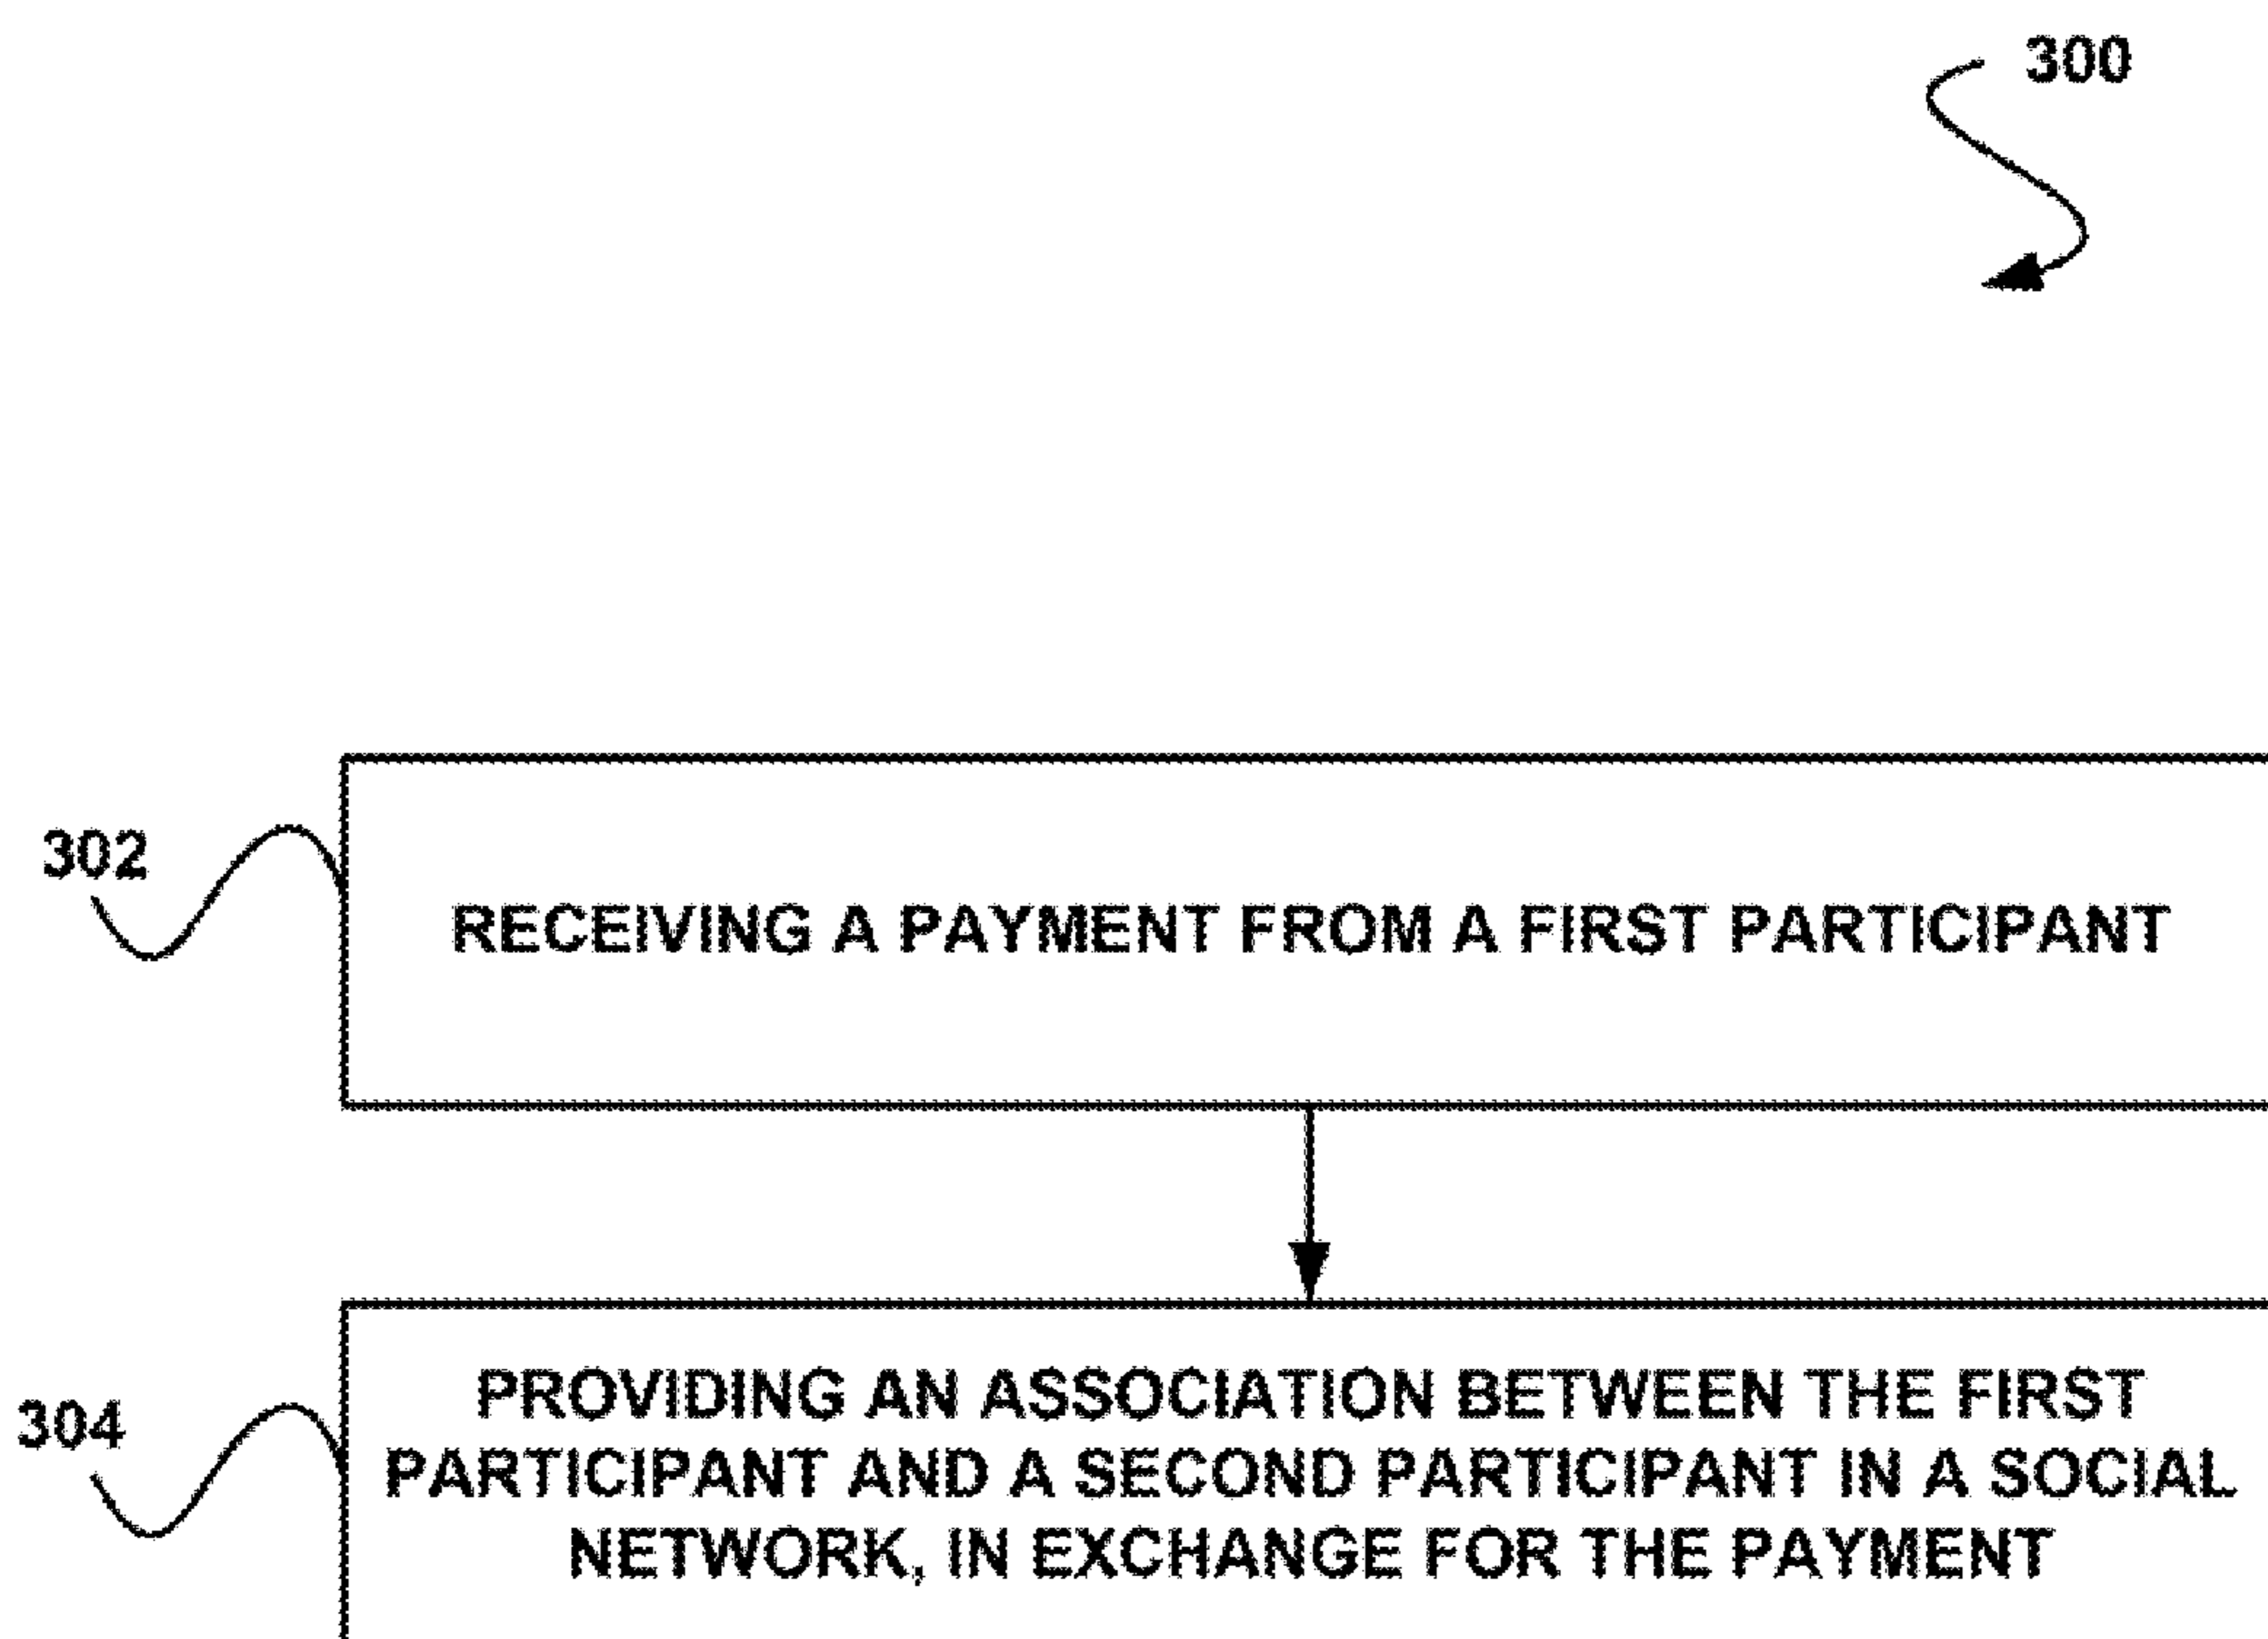 300
302
RECEIVING A PAYMENT FROM A FIRST PARTICIPANT
304
PROVIDING AN ASSOCIATION BETWEEN THE FIRST
PARTICIPANT AND A SECOND PARTICIPANT IN A SOCIAL
NETWORK, IN EXCHANGE FOR THE PAYMENT